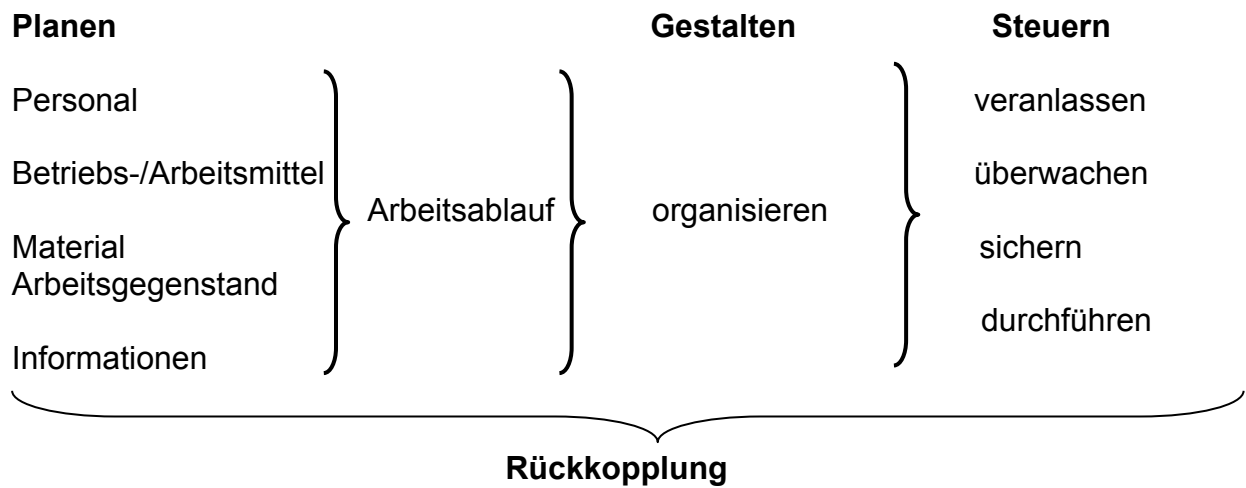 Planen Gestalten Steuern
Personal veranlassen
Betriebs-/Arbeitsmittel überwachen
Arbeitsablauf organisieren
Material sichern
Arbeitsgegenstand
durchführen
Informationen
Rückkopplung